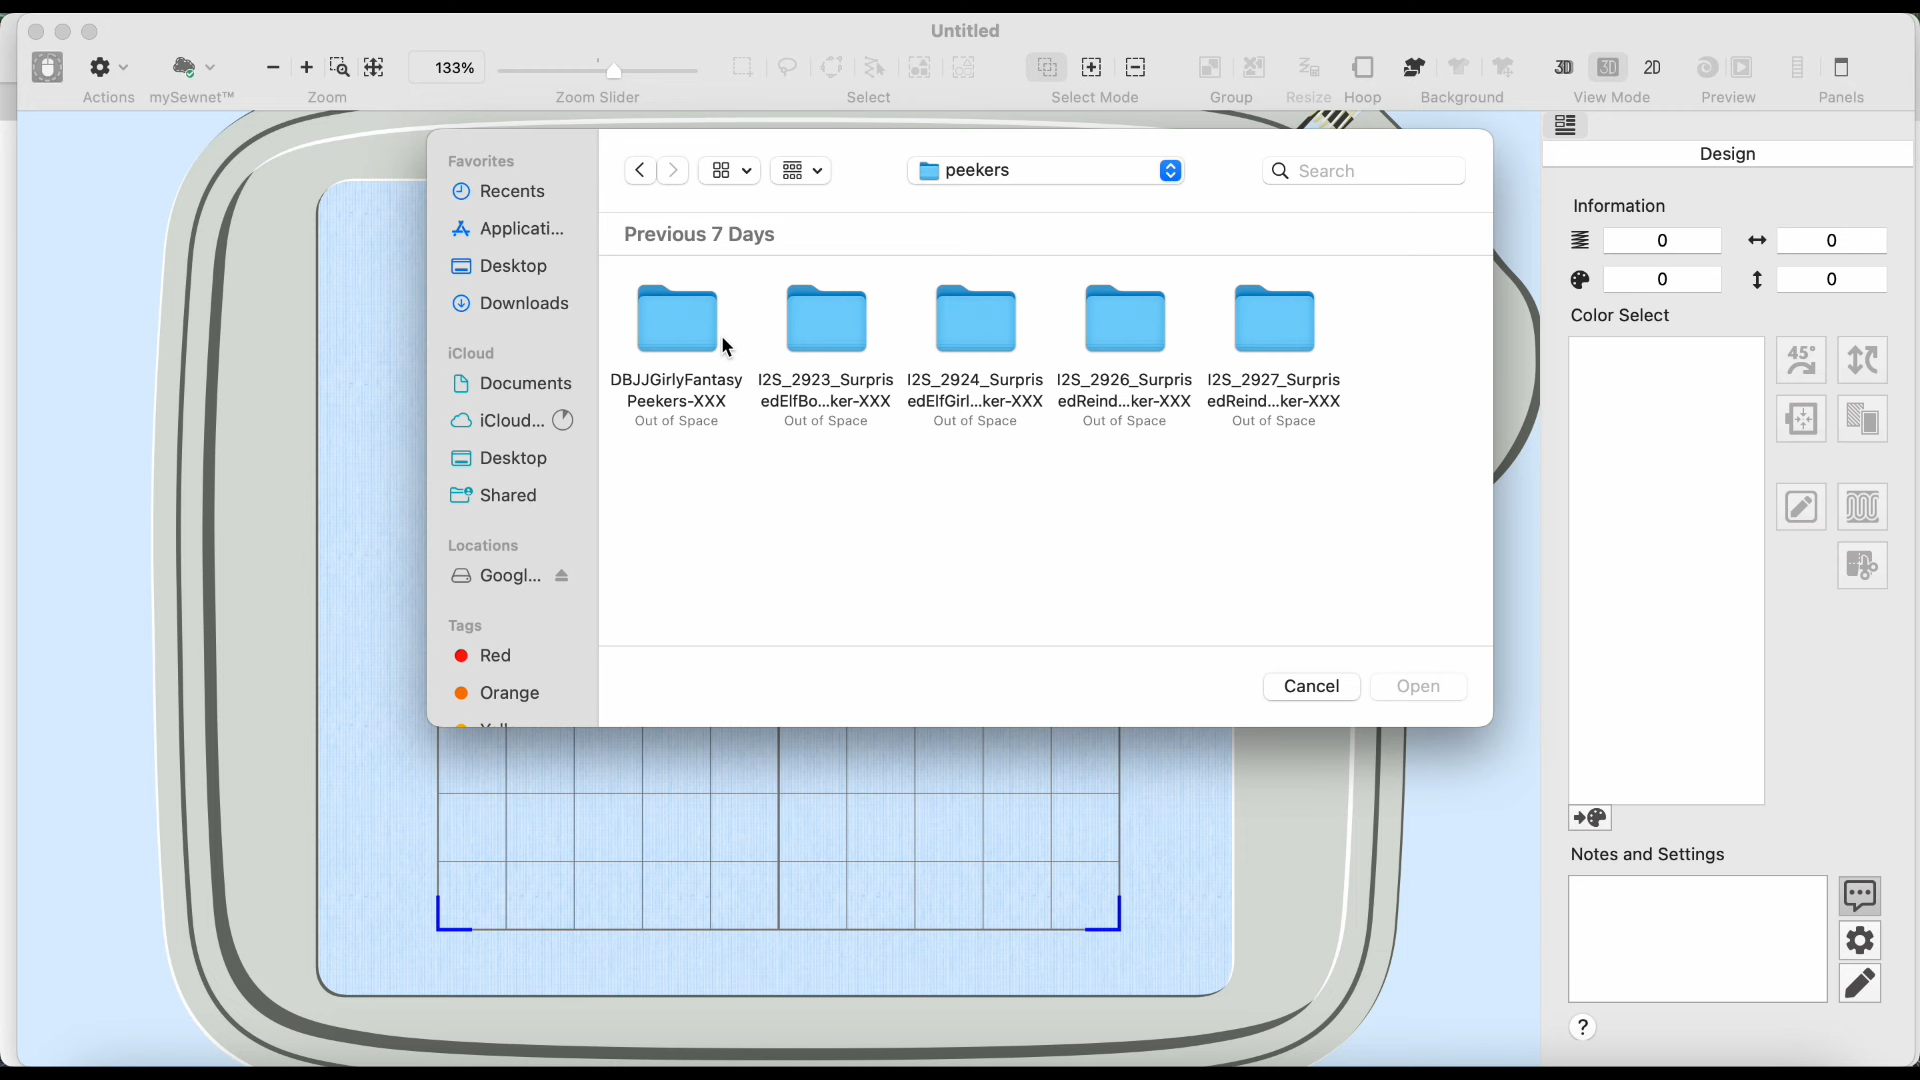 Untitled
133%
Actions
mySewnet™
Zoom
Zoom Slider
Select
Select Mode
Group
Resize
Hoop
Background
3D
3D
2D
View Mode
Preview
Panels
Favorites
Recents
Applicati...
Desktop
Downloads
iCloud
Documents
iCloud...
Desktop
Shared
Locations
Googl...
Tags
Red
Orange
peekers
Search
Previous 7 Days
DBJJGirlyFantasy
Peekers-XXX
Out of Space
I2S_2923_Surpris
edElfBo...ker-XXX
Out of Space
I2S_2924_Surpris
edElfGirl...ker-XXX
Out of Space
I2S_2926_Surpris
edReind...ker-XXX
Out of Space
I2S_2927_Surpris
edReind...ker-XXX
Out of Space
Cancel
Open
Design
Information
0
0
0
0
Color Select
45°
Notes and Settings
?